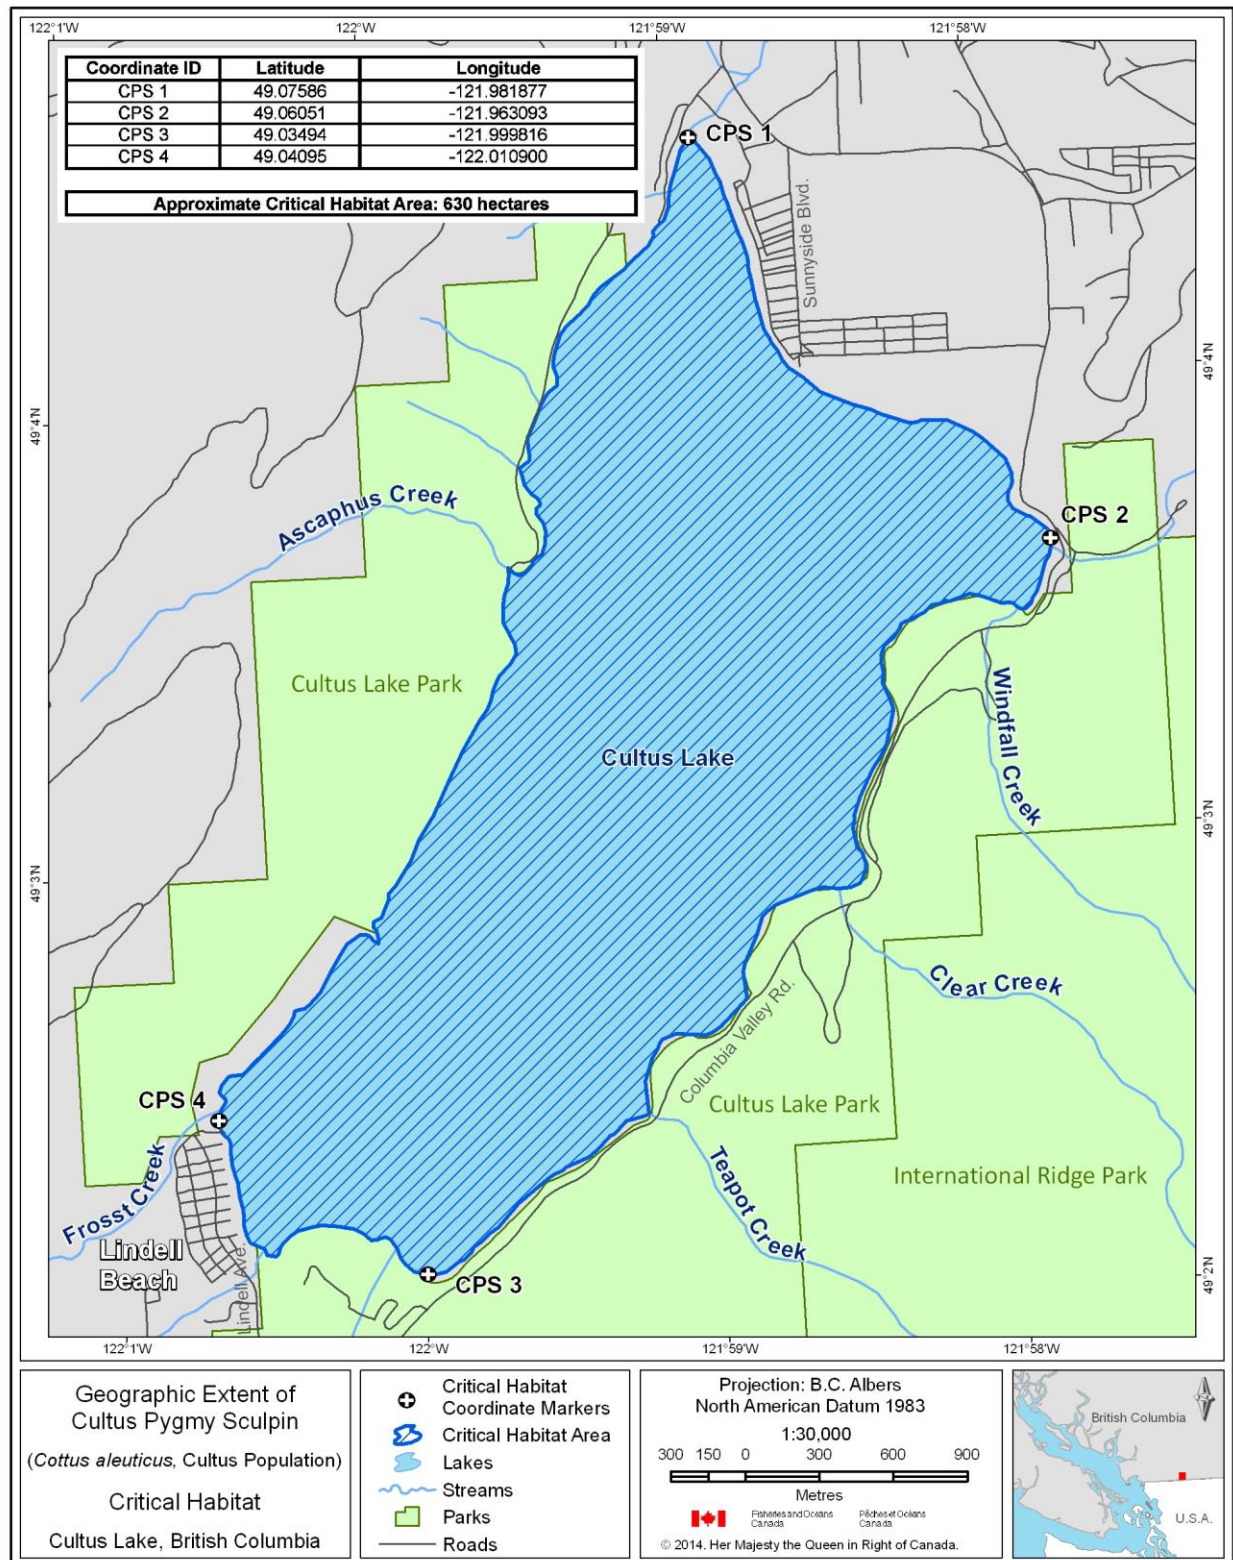 122°1'W 122°W 121°59'W 121°58'W
Coordinate ID Latitude Longitude
CPS 1 49.07586 -121.981877
CPS 2 49.06051 -121.963093
CPS 3 49.03494 -121.999816
CPS 4 49.04095 -122.010900
Approximate Critical Habitat Area: 630 hectares
CPS 1
Sunnyside Blvd.
49°4'N
49°4'N
Ascaphus Creek
CPS 2
Cultus Lake Park
Windfall Creek
Cultus Lake
49°3'N
49°3'N
Clear Creek
Columbia Valley Rd.
CPS 4
Cultus Lake Park
International Ridge Park
Teapot Creek
Frosst Creek
Lindell
Beach
Lindell Ave.
CPS 3
49°2'N
122°1'W 122°W 121°59'W 121°58'W
Geographic Extent of
Cultus Pygmy Sculpin
(Cottus aleuticus, Cultus Population)
Critical Habitat
Cultus Lake, British Columbia
Critical Habitat
Coordinate Markers
Critical Habitat Area
Lakes
Streams
Parks
Roads
Projection: B.C. Albers
North American Datum 1983
1:30,000
300 150 0 300 600 900
Metres
Fisheries and Oceans
Canada
Pêches et Océans
Canada
© 2014. Her Majesty the Queen in Right of Canada.
British Columbia
U.S.A.